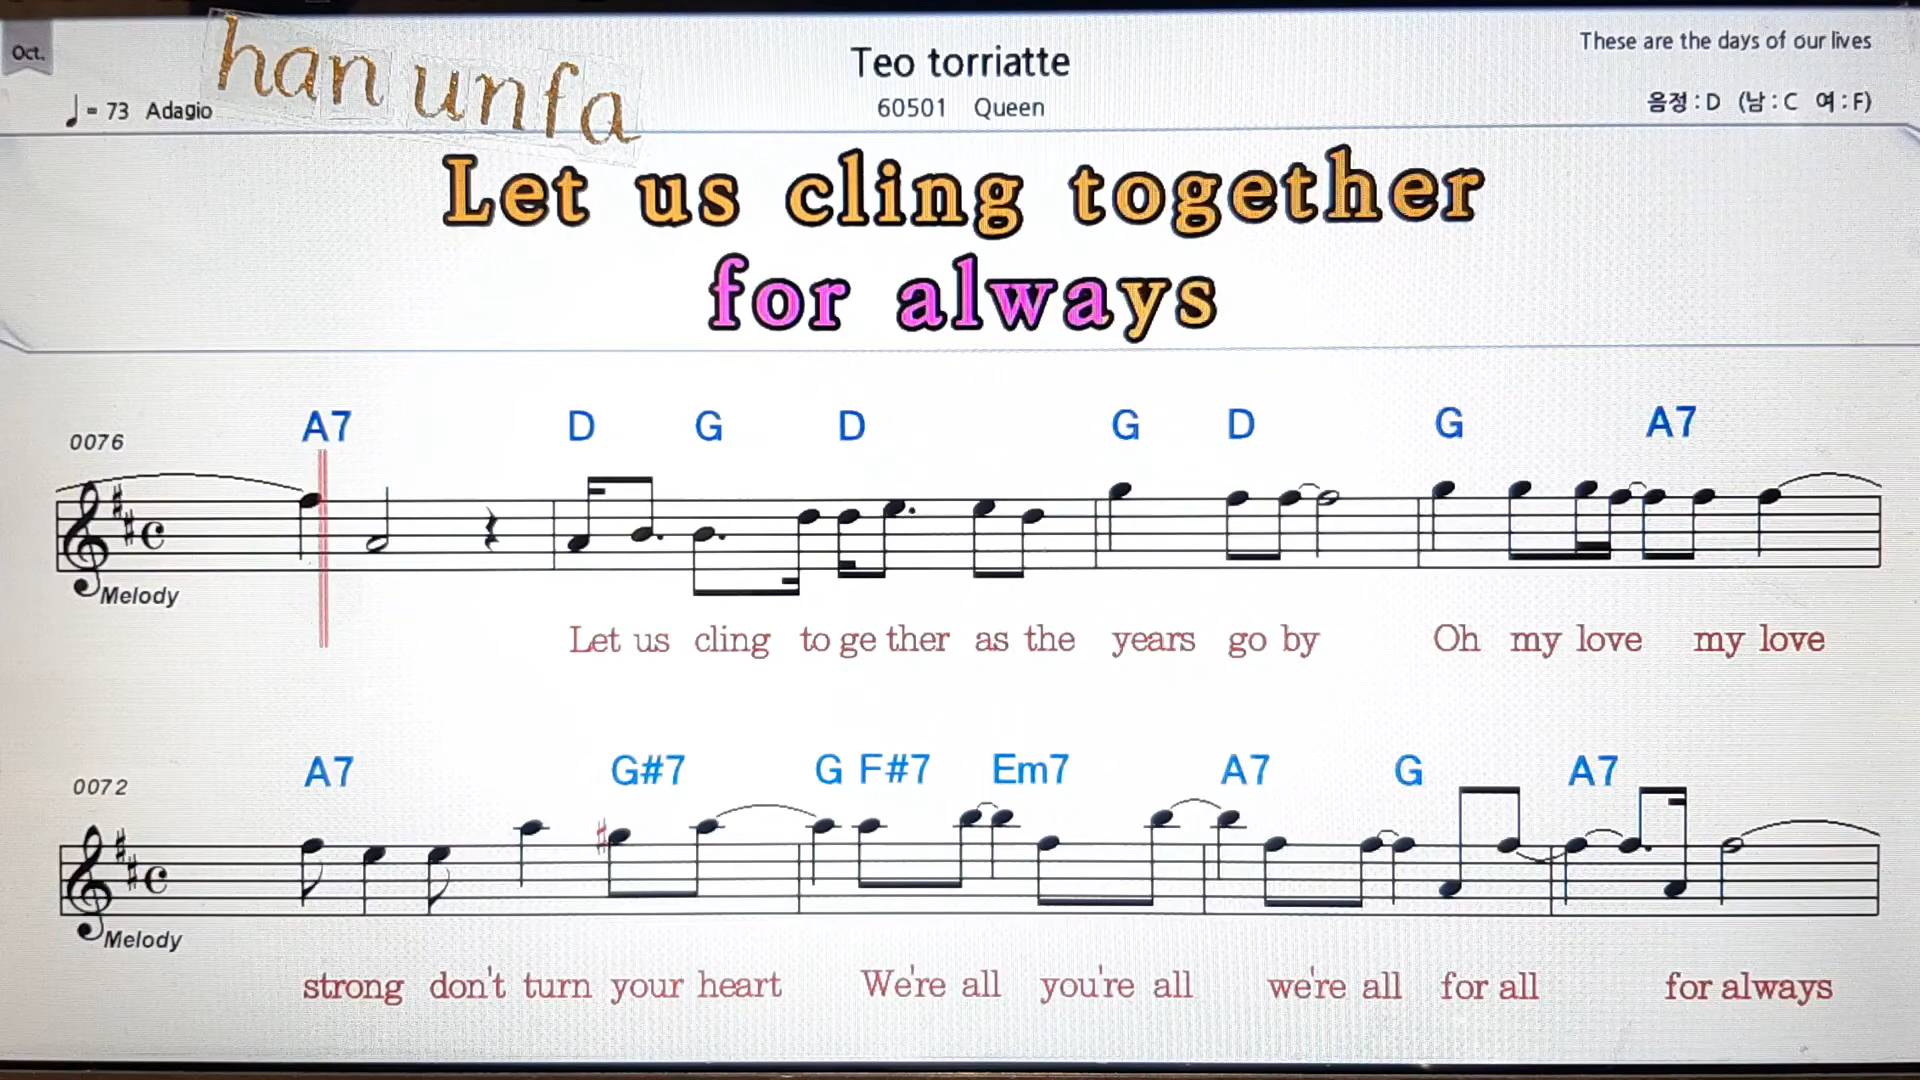 Oct.
han unfa
Teo torriatte
These are the days of our lives
♩= 73 Adagio
60501 Queen
음정 : D (남 : C 여 : F)
Let us cling together
for always
A7 D G D G D G A7
0076
Melody
Let us cling to ge ther as the years go by Oh my love my love
A7 G#7 G F#7 Em7 A7 G A7
0072
Melody
strong don't turn your heart We're all you're all we're all for all for always